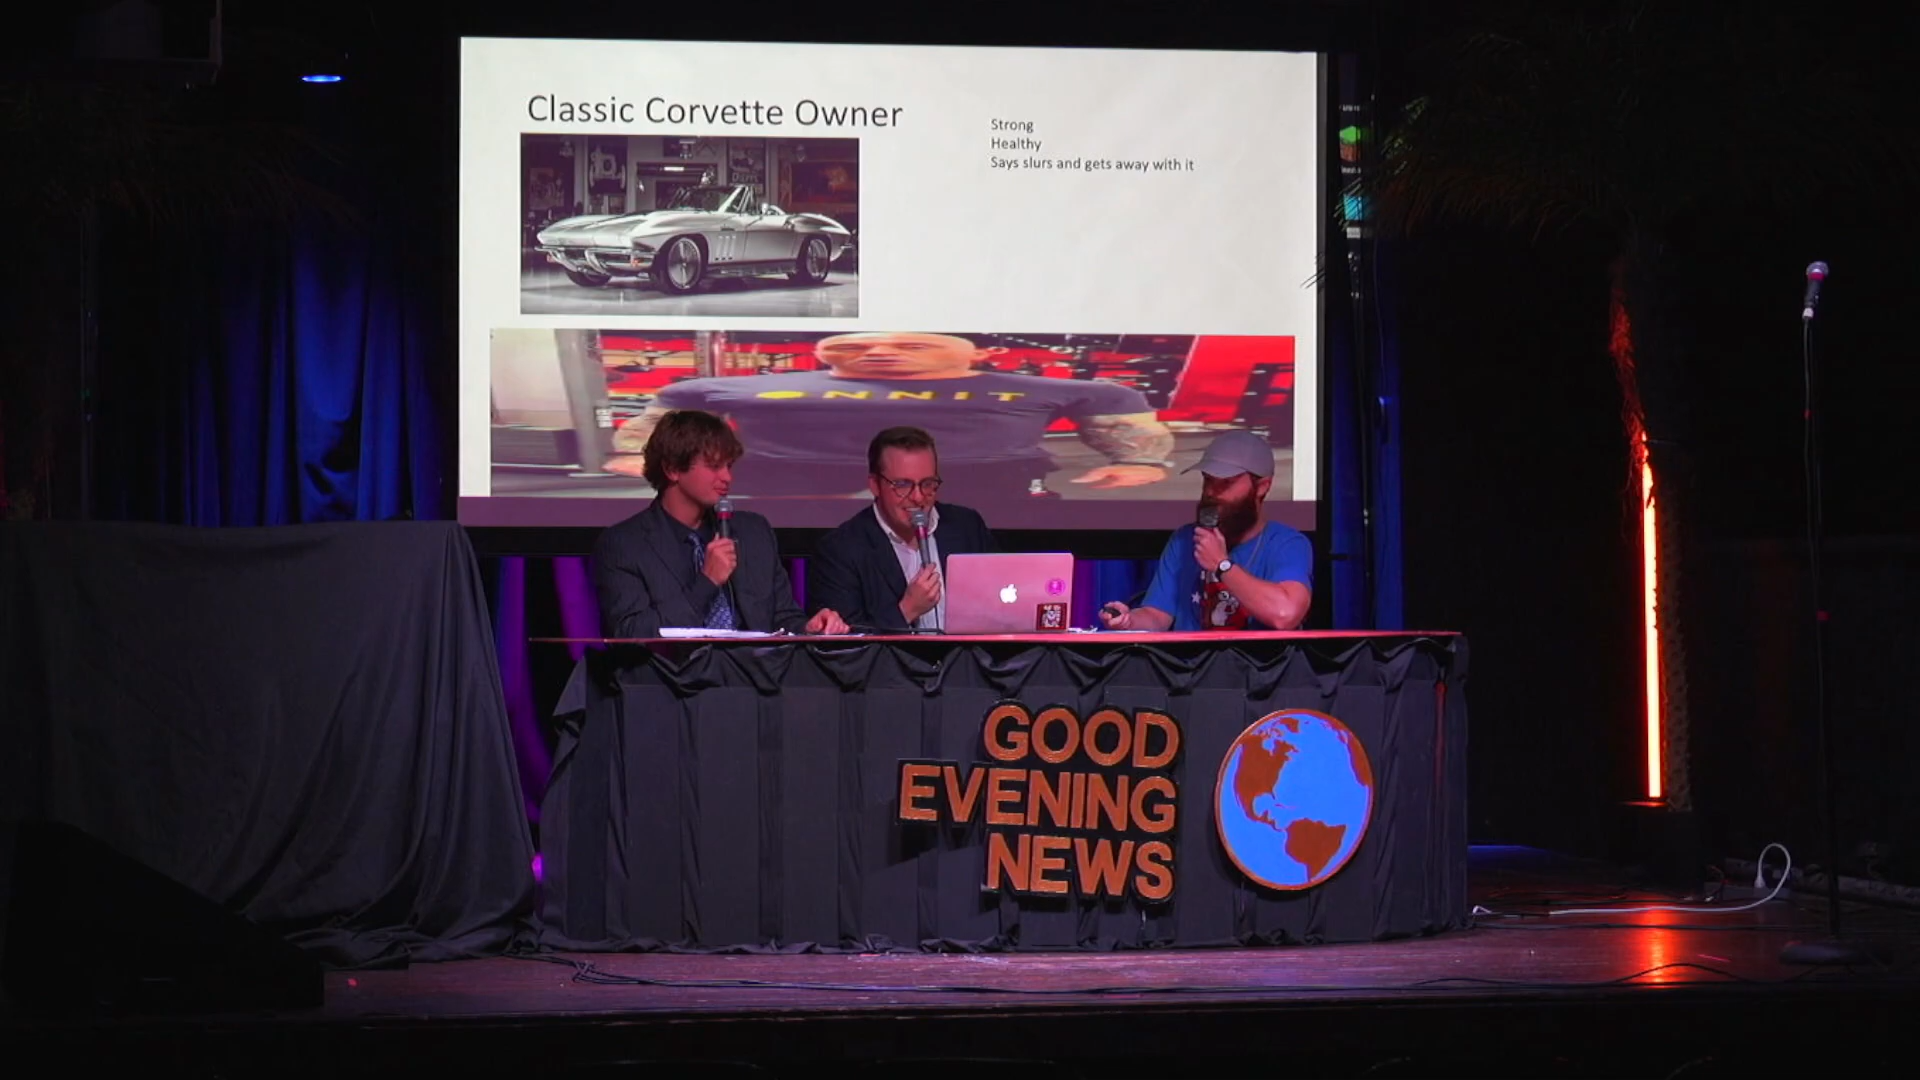 Classic Corvette Owner
Strong
Healthy
Says slurs and gets away with it
ONNIT
GOOD
EVENING
NEWS